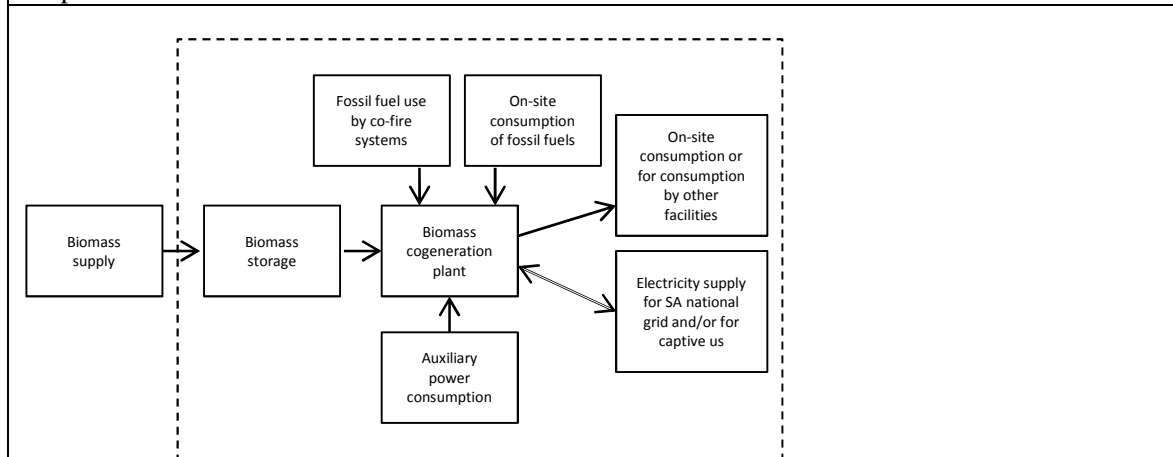 Fossil fuel use
by co-fire
systems
On-site
consumption
of fossil fuels
On-site
consumption or
for consumption
by other
facilities
Biomass
supply
Biomass
storage
Biomass
cogeneration
plant
Electricity supply
for SA national
grid and/or for
captive us
Auxiliary
power
consumption